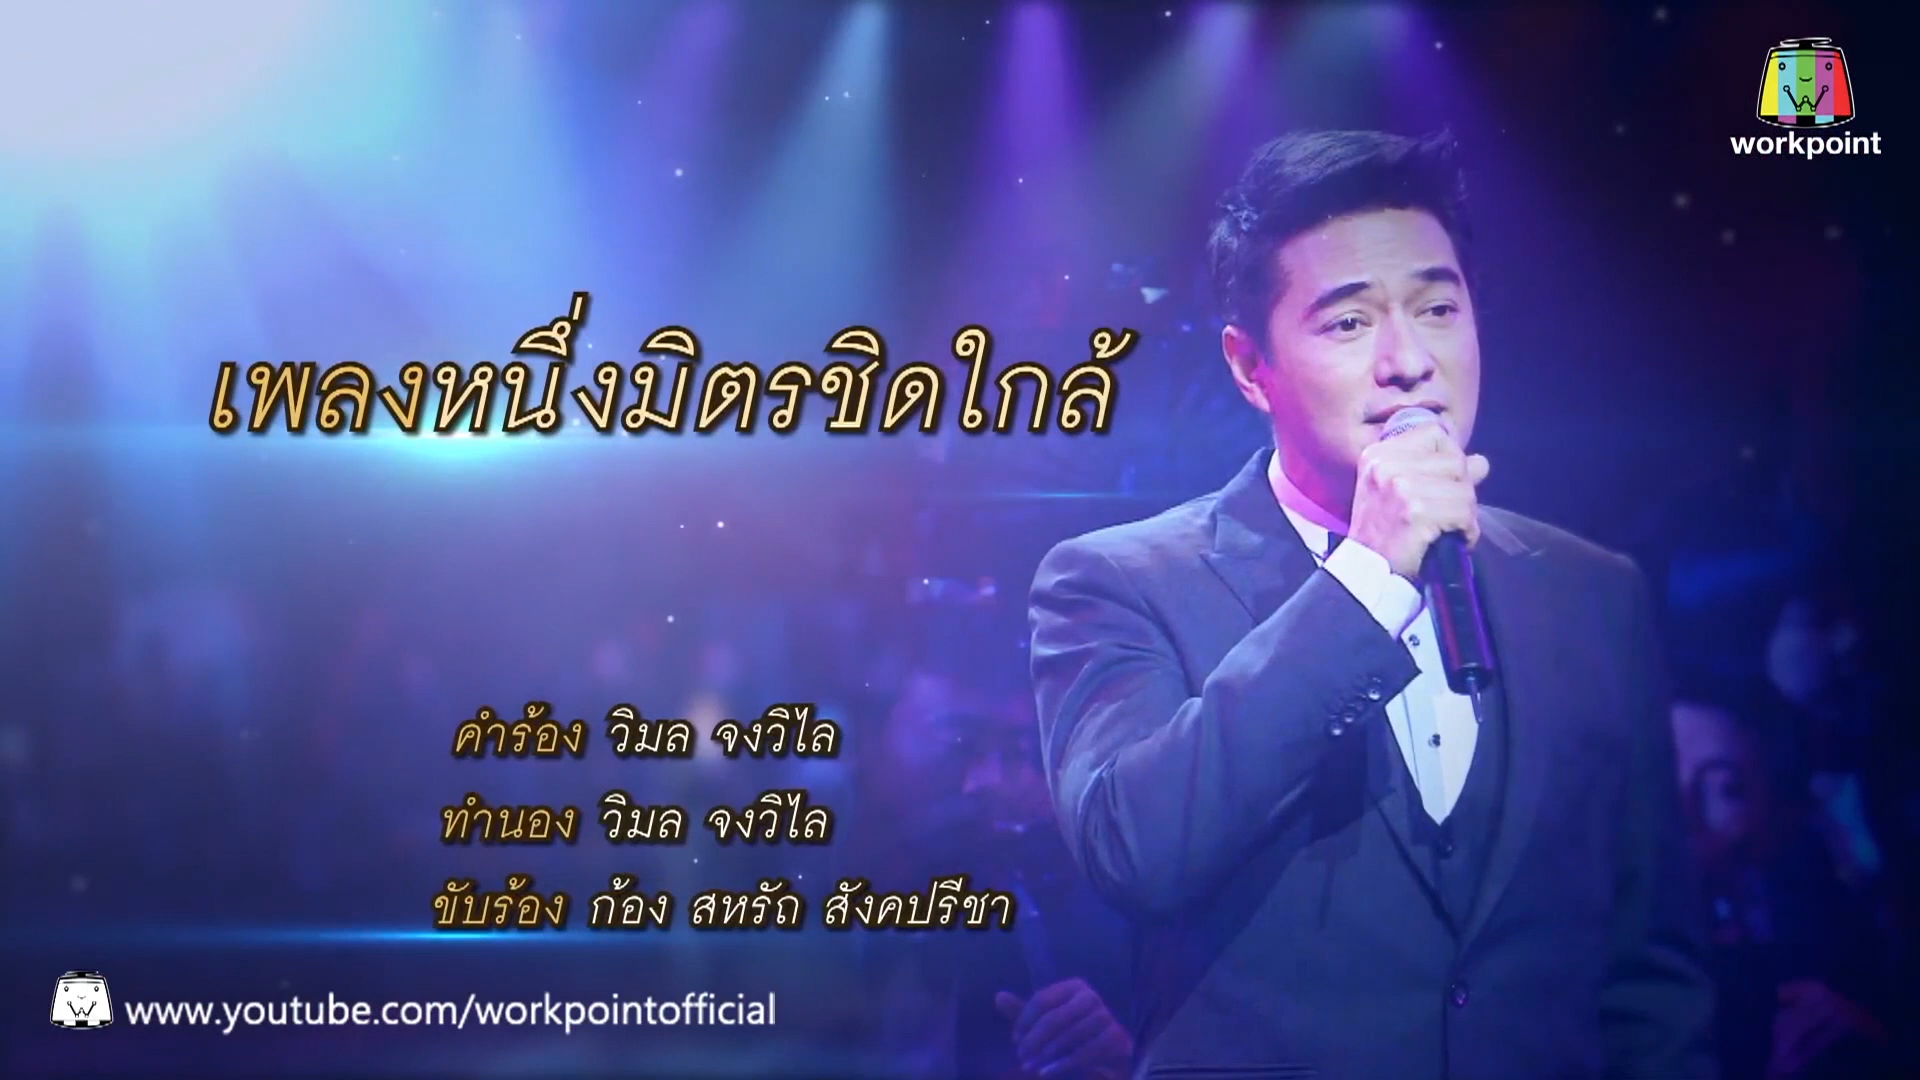 workpoint
เพลงหนึ่งมิตรชิดใกล้
คำร้อง วิมล จงวิไล
ทำนอง วิมล จงวิไล
ขับร้อง ก้อง สหรัถ สังคปรีชา
www.youtube.com/workpointofficial